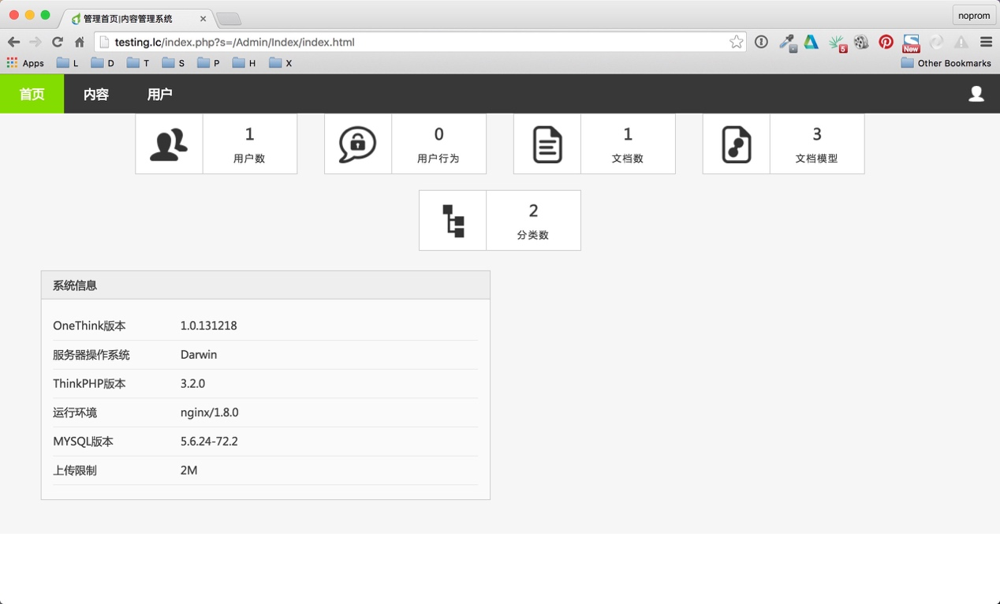 管理首页|内容管理系统
noprom
testing.lc/index.php?s=/Admin/Index/index.html
5
New
Apps L D T S P H X Other Bookmarks
首页 内容 用户
1
用户数
0
用户行为
1
文档数
3
文档模型
2
分类数
系统信息
OneThink版本 1.0.131218
服务器操作系统 Darwin
ThinkPHP版本 3.2.0
运行环境 nginx/1.8.0
MYSQL版本 5.6.24-72.2
上传限制 2M